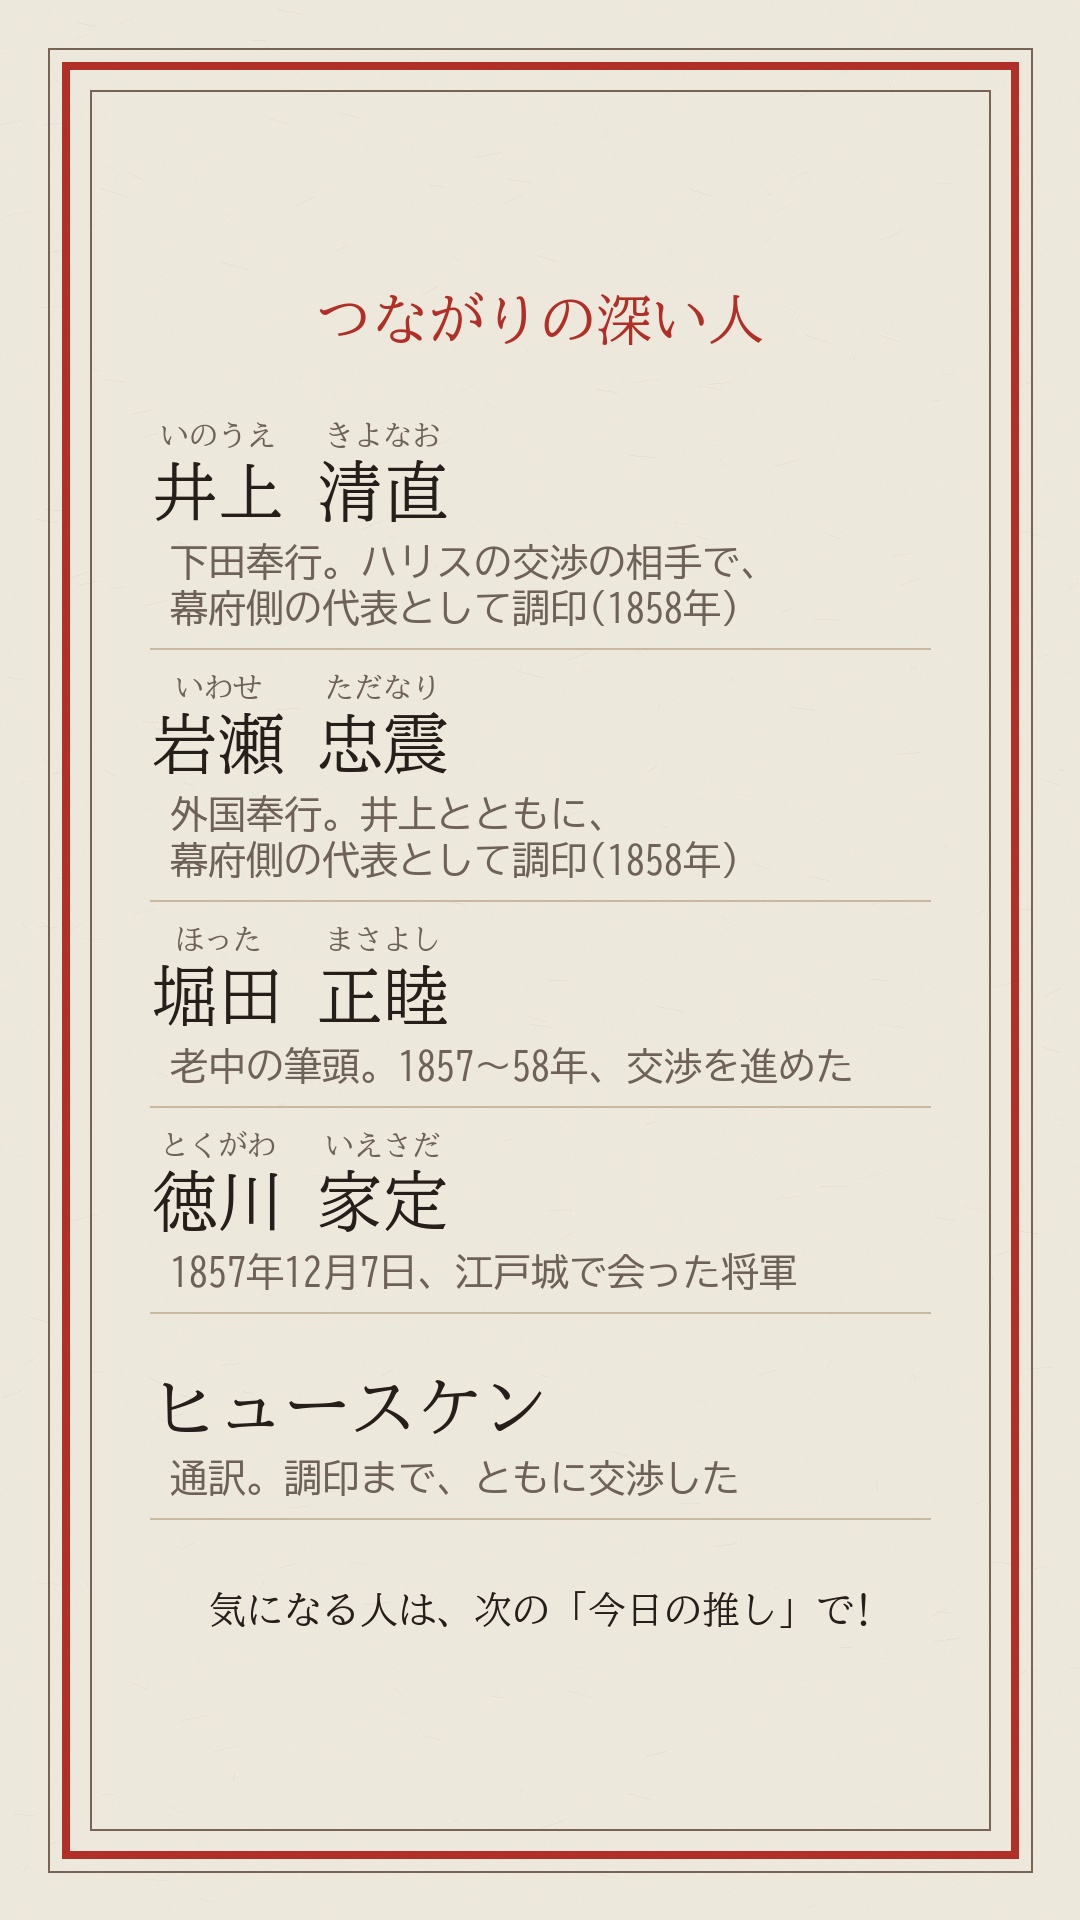 つながりの深い人
いのうえ きよなお
井上 清直
下田奉行。ハリスの交渉の相手で、
幕府側の代表として調印(1858年)
いわせ ただなり
岩瀬 忠震
外国奉行。井上とともに、
幕府側の代表として調印(1858年)
ほった まさよし
堀田 正睦
老中の筆頭。1857〜58年、交渉を進めた
とくがわ いえさだ
徳川 家定
1857年12月7日、江戸城で会った将軍
ヒュースケン
通訳。調印まで、ともに交渉した
気になる人は、次の「今日の推し」で!